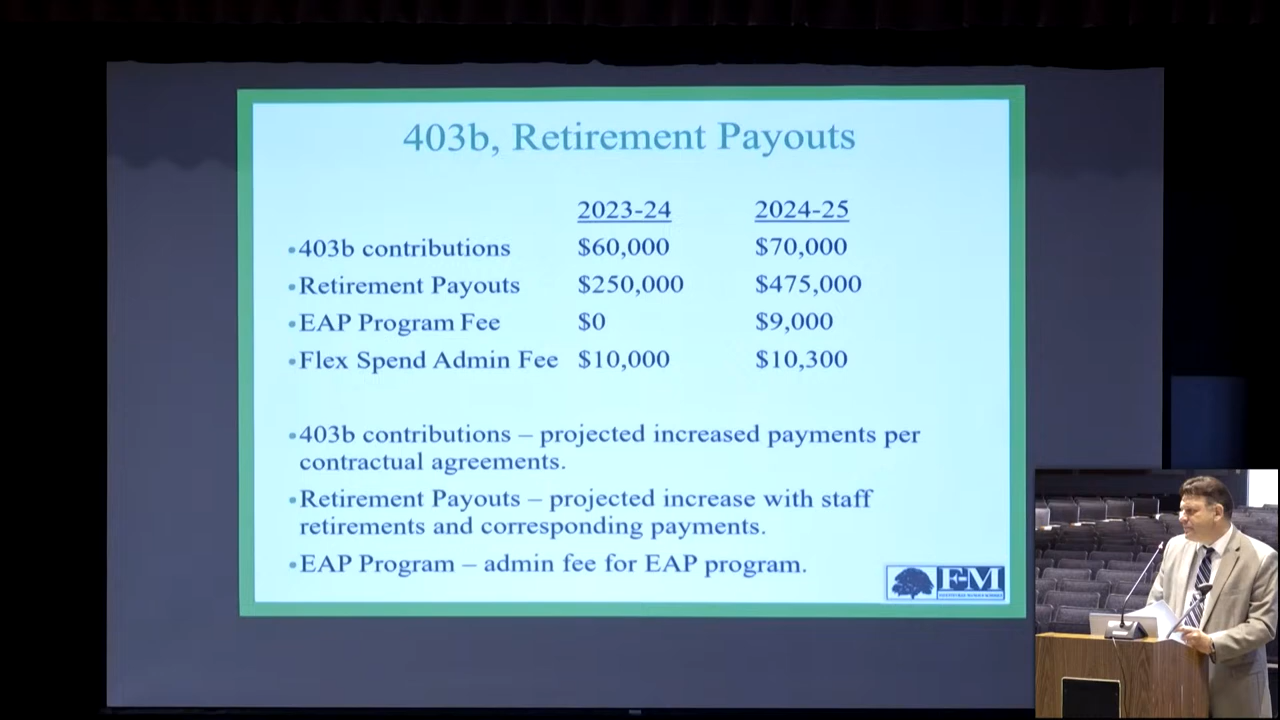 403b, Retirement Payouts
2023-24 2024-25
•403b contributions $60,000 $70,000
•Retirement Payouts $250,000 $475,000
•EAP Program Fee $0 $9,000
•Flex Spend Admin Fee $10,000 $10,300
•403b contributions – projected increased payments per
contractual agreements.
•Retirement Payouts – projected increase with staff
retirements and corresponding payments.
•EAP Program – admin fee for EAP program.
F-M